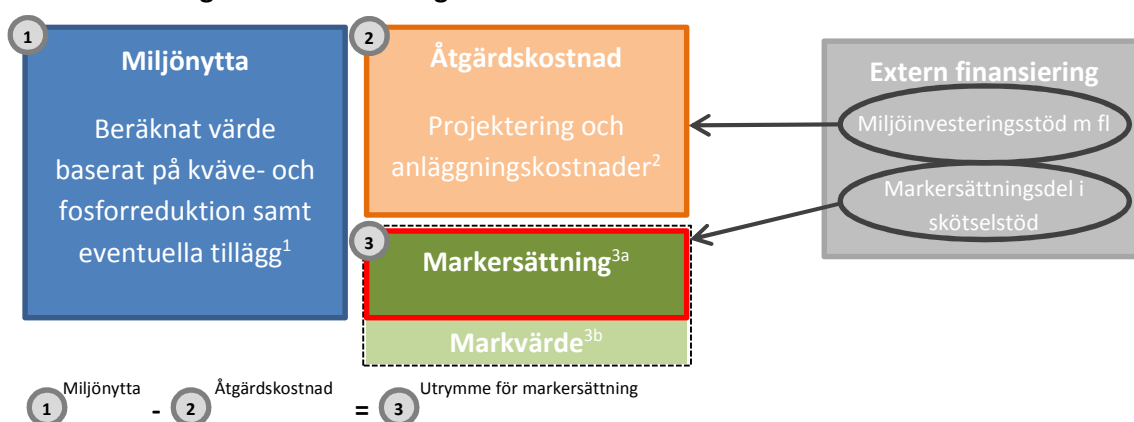 1
Miljönytta
Beräknat värde
baserat på kväve- och
fosforreduktion samt
eventuella tillägg1
2
Åtgärdskostnad
Projektering och
anläggningskostnader2
3
Markersättning3a
Markvärde3b
Extern finansiering
Miljöinvesteringsstöd m fl
Markersättningsdel i
skötselstöd
Miljönytta Åtgärdskostnad Utrymme för markersättning
1 - 2 = 3